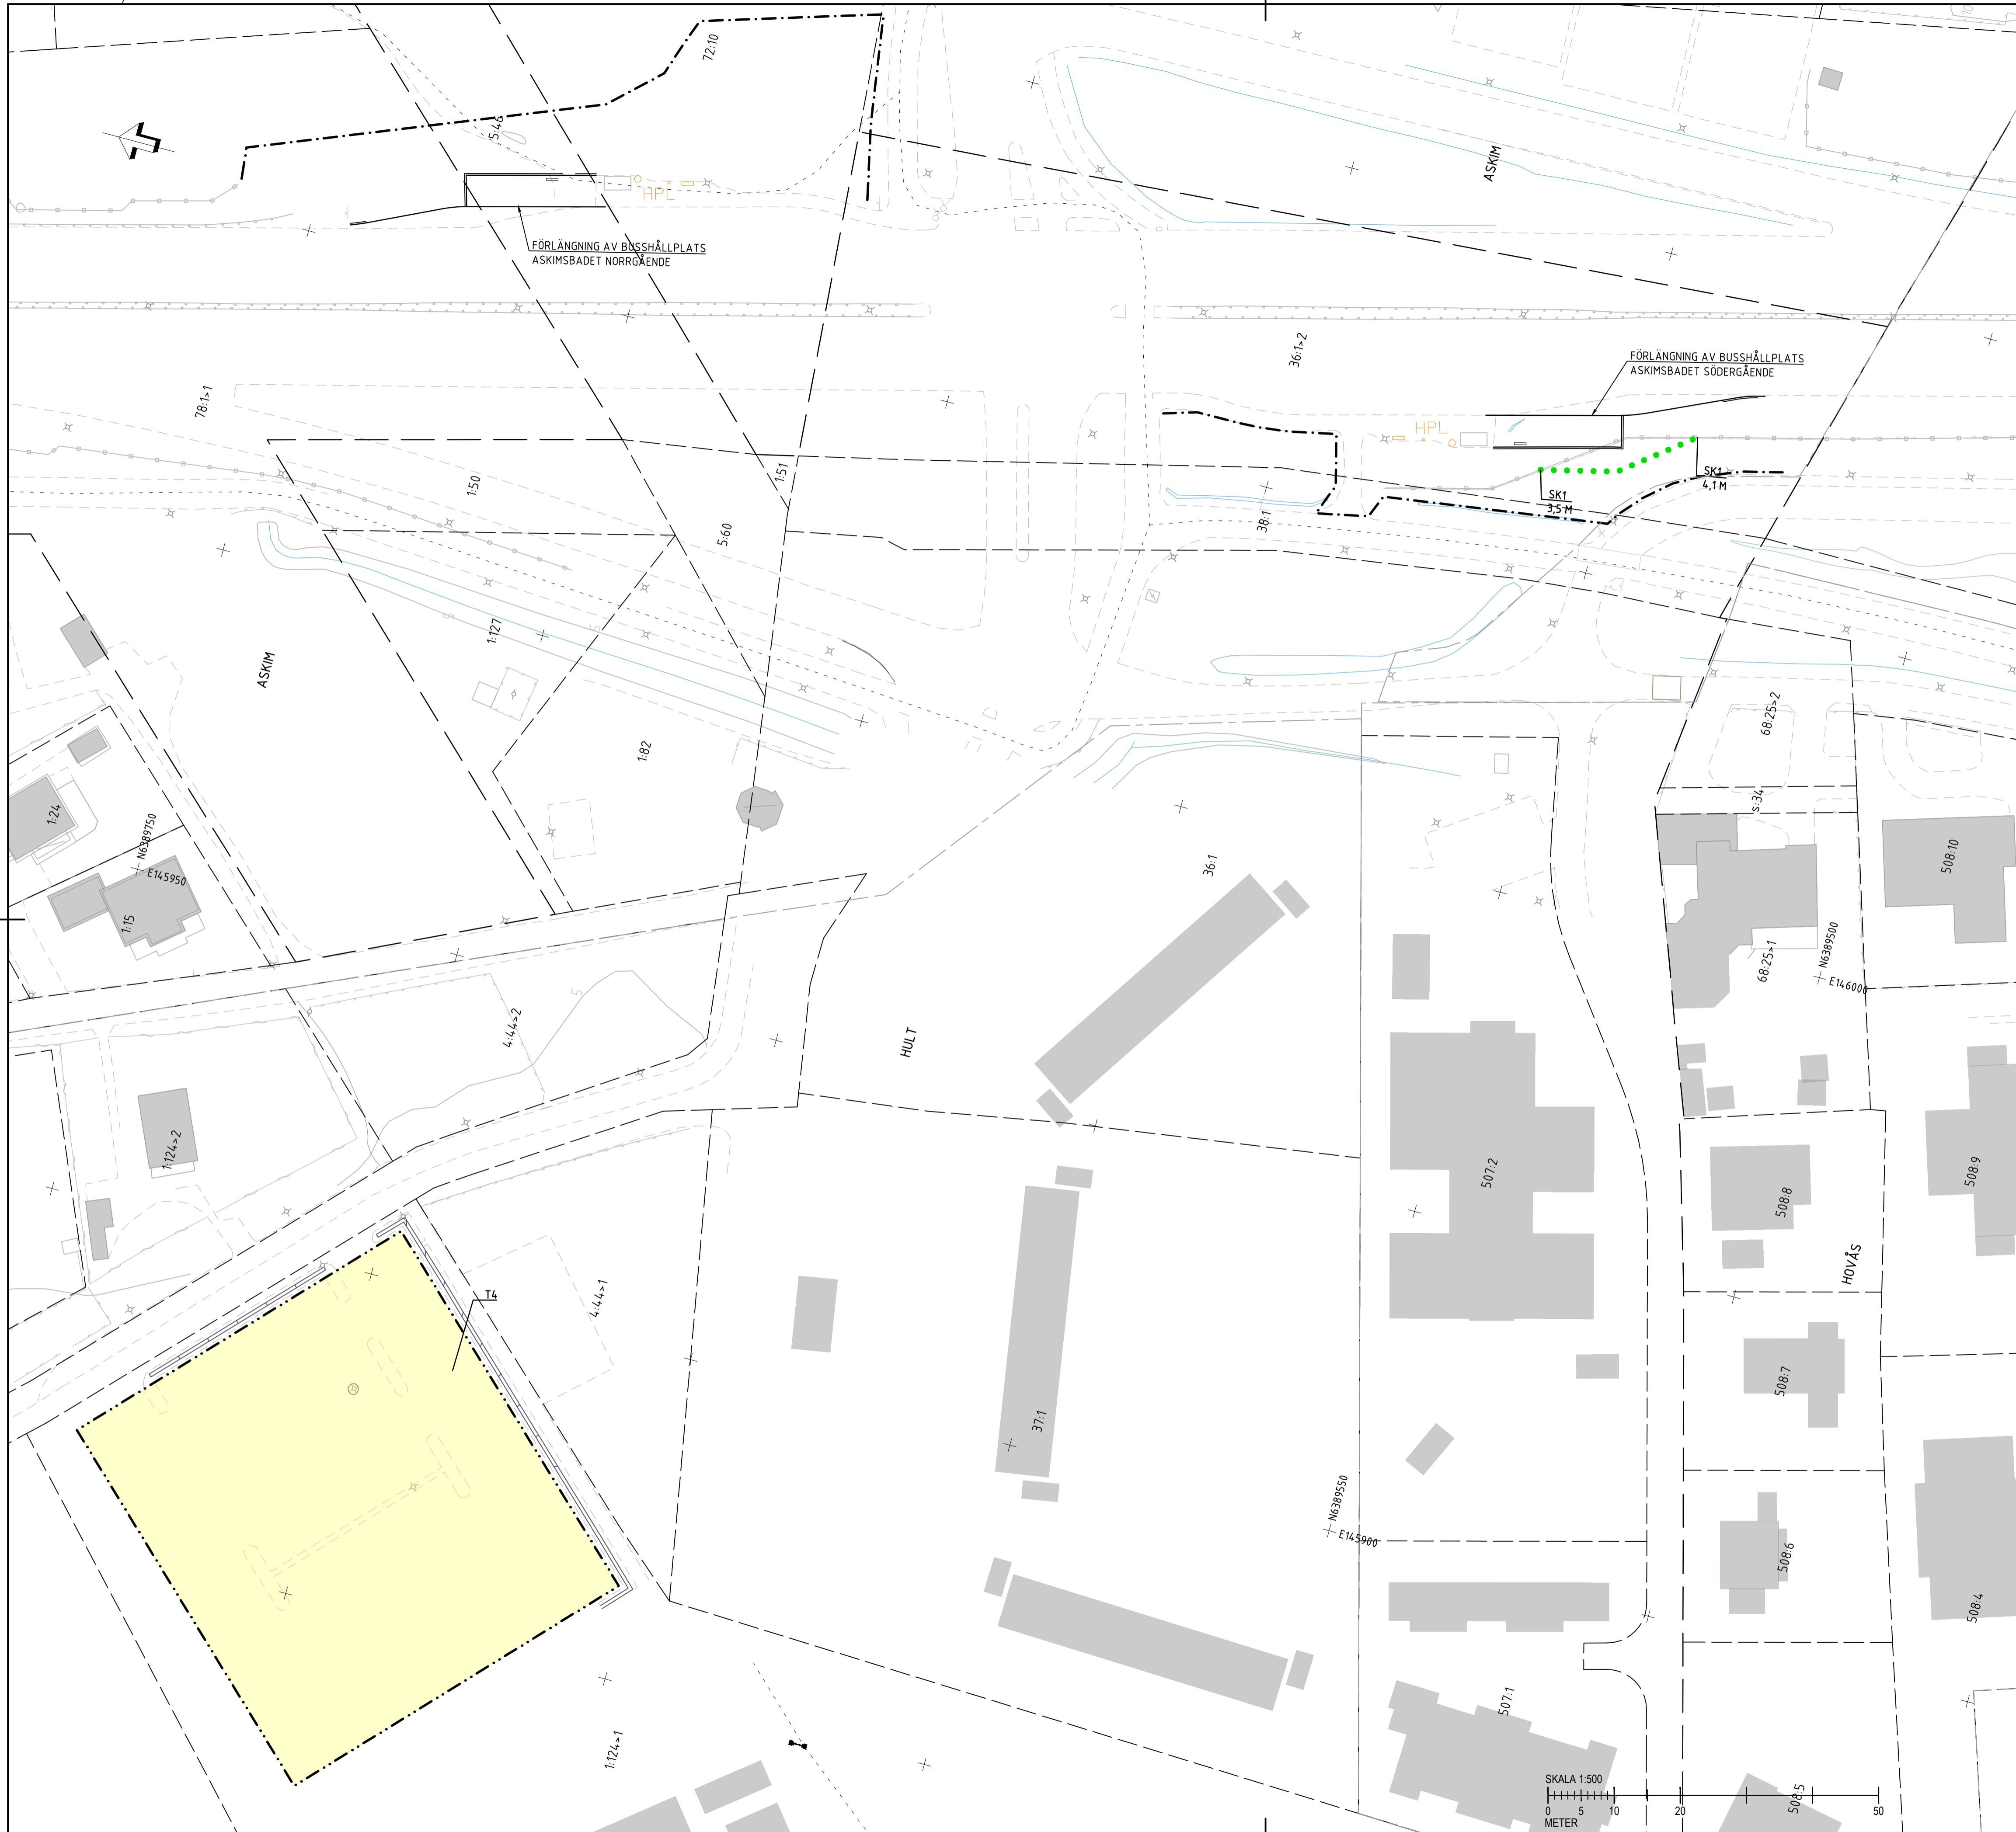 72:10
5:46
HPL
FÖRLÄNGNING AV BUSSHÅLLPLATS
ASKIMSBADET NORRGÅENDE
ASKIM
36:1>2
FÖRLÄNGNING AV BUSSHÅLLPLATS
ASKIMSBADET SÖDERGÅENDE
78:1>1
HPL
1:50
1:51
5:60
38:1
SK1
3,5 M
SK1
4,1 M
1:127
ASKIM
5
5
1:82
68:25>2
s:34
1:24
N6389750
E145950
1:15
36:1
508:10
68:25>1
N6389500
E146000
5
4:44>2
HULT
1:124>2
507:2
508:8
508:9
HOVÅS
T4
4:44>1
37:1
508:7
N6389550
E145900
508:6
508:4
1:124>1
507:1
508:5
SKALA 1:500
0 5 10 20 50
METER